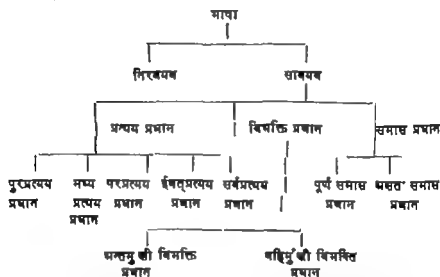 भाषा
निरवयव सावयव
प्रत्यय प्रधान विभक्ति प्रधान समास प्रधान
पुरप्रत्यय मध्य परप्रत्यय ईषत्प्रत्यय सर्वप्रत्यय पूर्ण समास अंशत: समास
प्रधान प्रत्यय प्रधान प्रधान प्रधान प्रधान प्रधान
प्रधान
अन्तर्मुखी विभक्ति बहिर्मुखी विभक्ति
प्रधान प्रधान